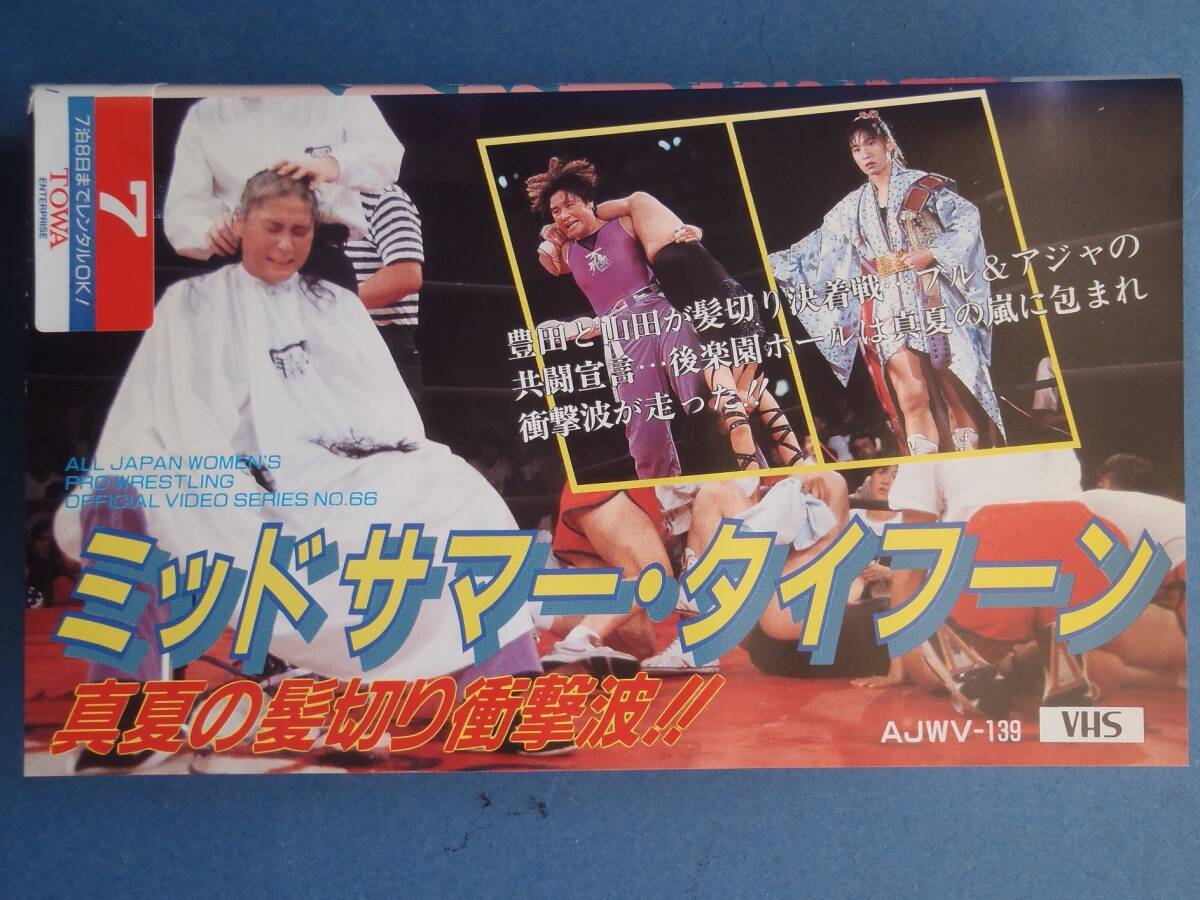 7
7泊8日までレンタルOK!
TOWA
ENTERPRISE
豊田と山田が髪切り決着戦…ブル&アジャの
共闘宣言…後楽園ホールは真夏の嵐に包まれ
衝撃波が走った!!
ALL JAPAN WOMEN'S
PRO WRESTLING
OFFICIAL VIDEO SERIES NO.66
ミッドサマー・タイフーン
真夏の髪切り衝撃波!!
AJWV-139
VHS